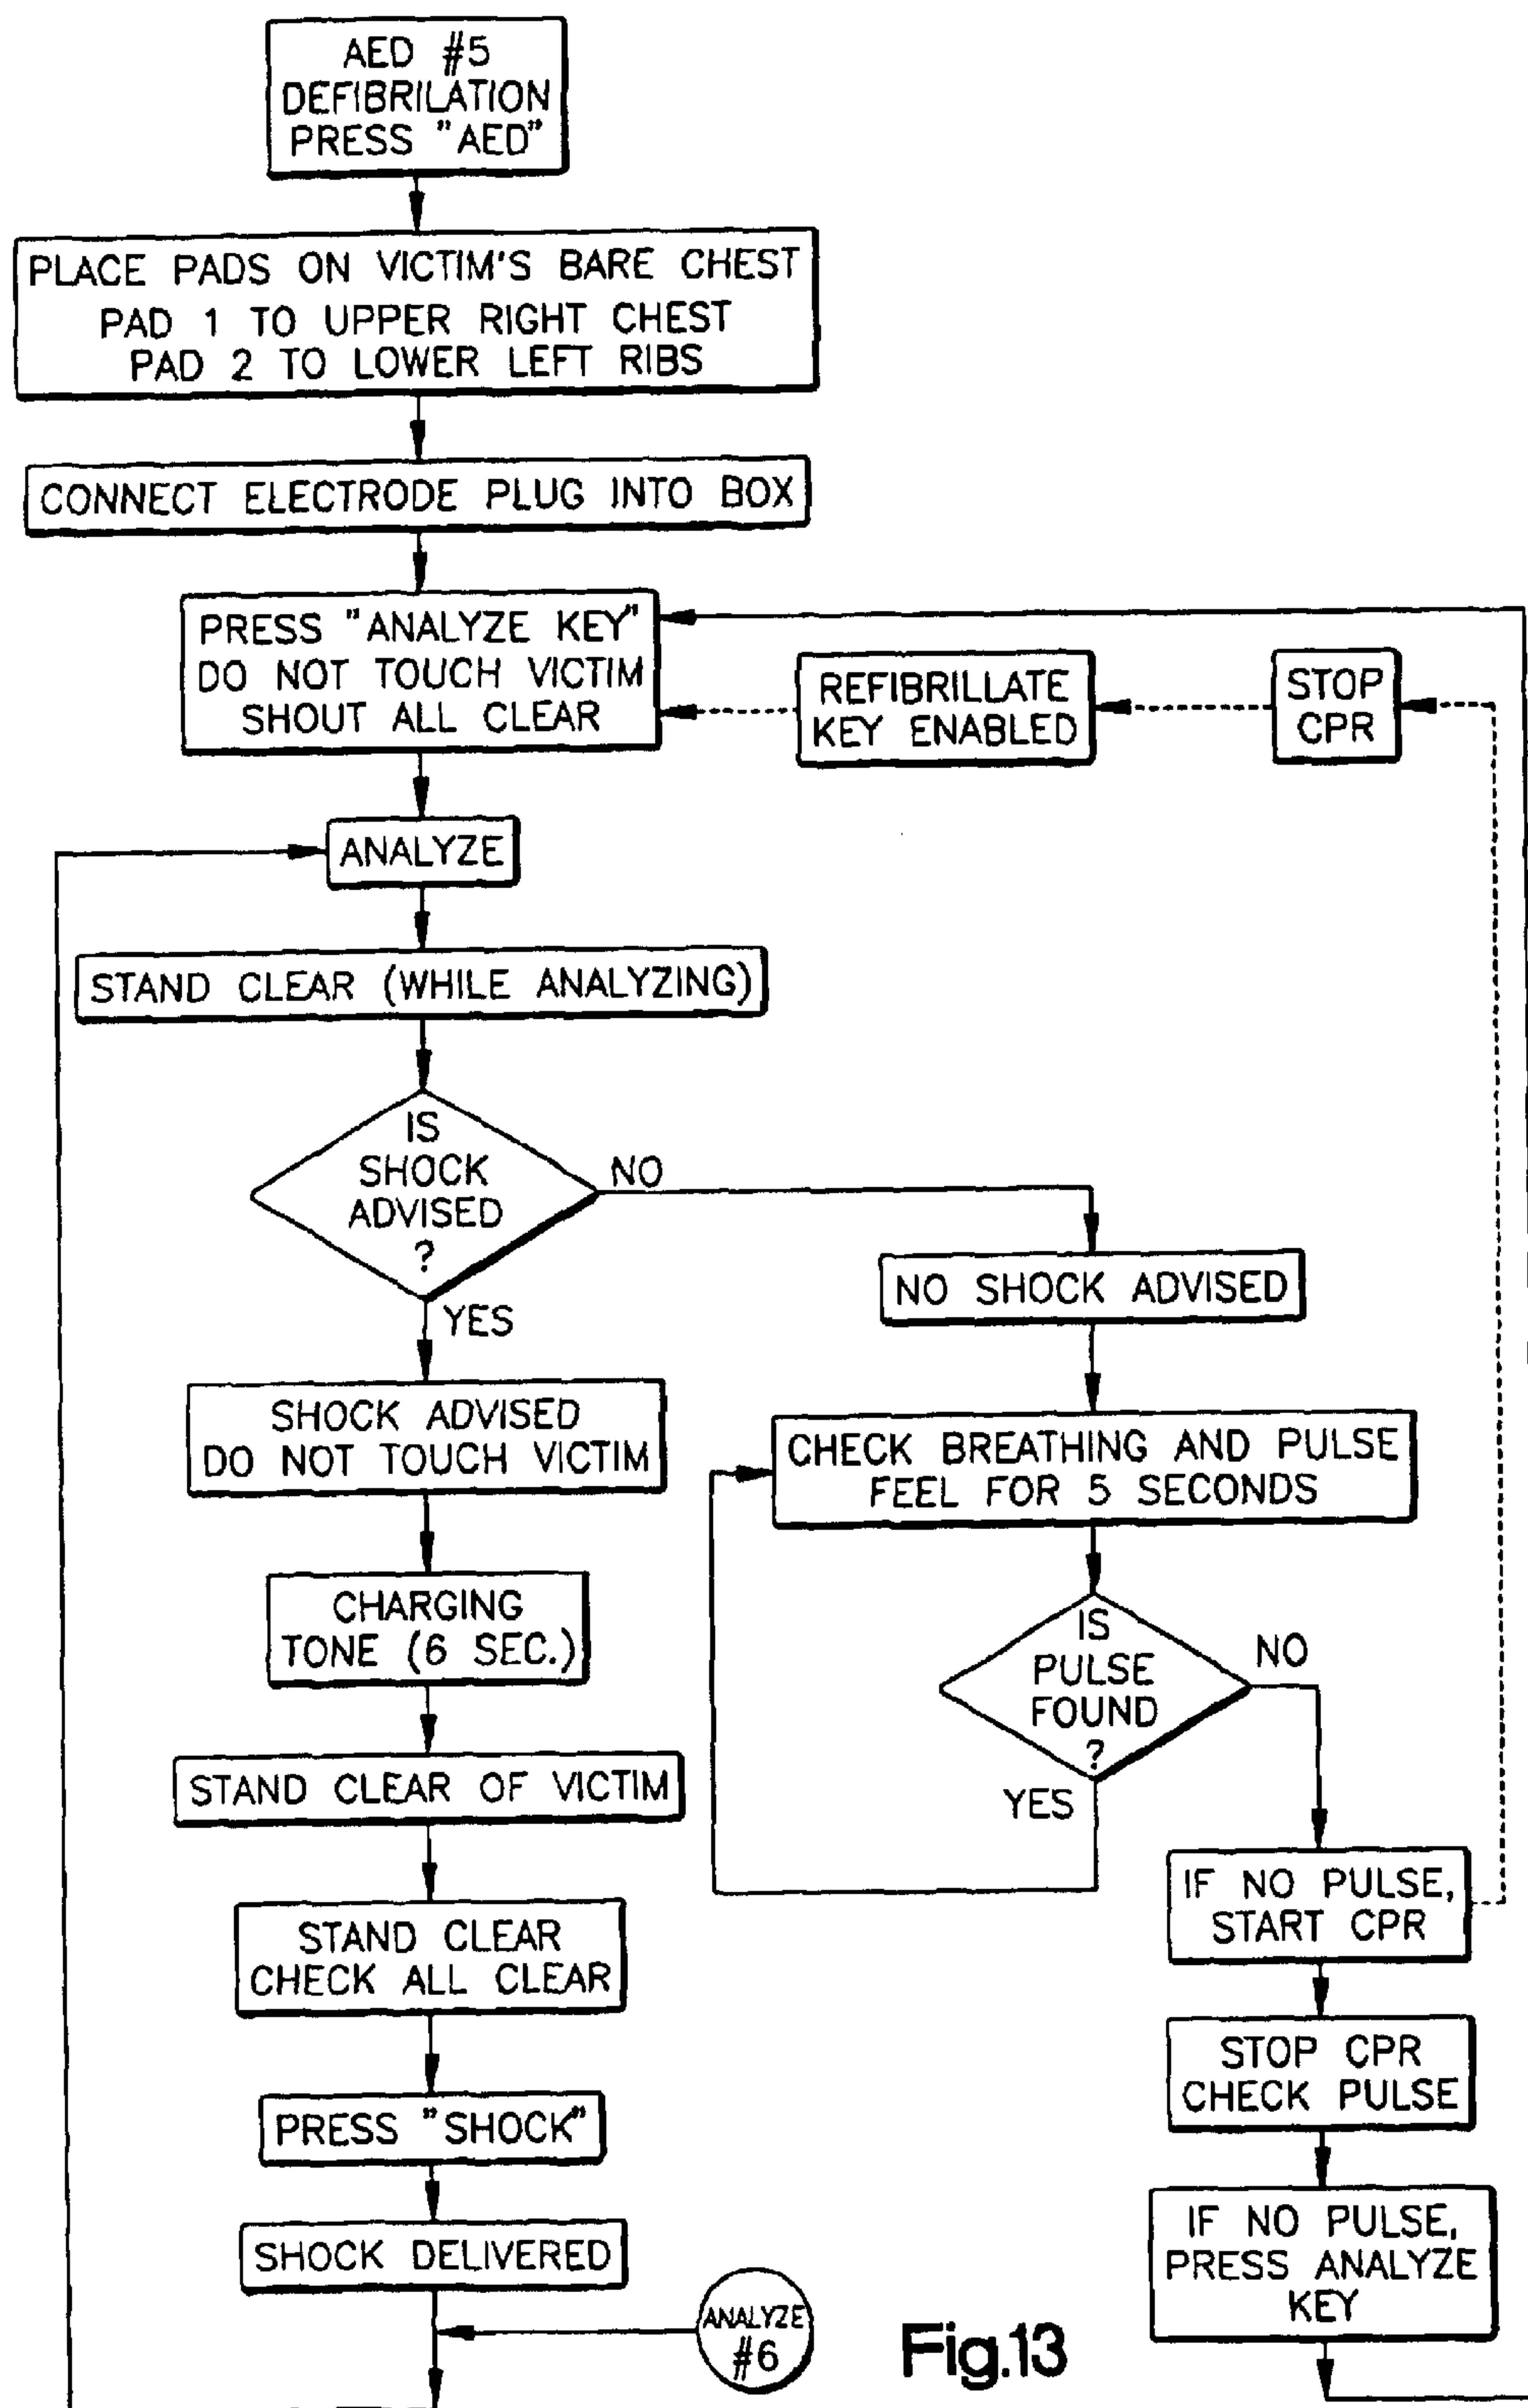 AED #5
DEFIBRILATION
PRESS "AED"
PLACE PADS ON VICTIM'S BARE CHEST
PAD 1 TO UPPER RIGHT CHEST
PAD 2 TO LOWER LEFT RIBS
CONNECT ELECTRODE PLUG INTO BOX
PRESS "ANALYZE KEY"
DO NOT TOUCH VICTIM
SHOUT ALL CLEAR
REFIBRILLATE
KEY ENABLED
STOP
CPR
ANALYZE
STAND CLEAR (WHILE ANALYZING)
IS
SHOCK
ADVISED
?
NO
YES
NO SHOCK ADVISED
SHOCK ADVISED
DO NOT TOUCH VICTIM
CHECK BREATHING AND PULSE
FEEL FOR 5 SECONDS
CHARGING
TONE (6 SEC.)
IS
PULSE
FOUND
?
NO
YES
STAND CLEAR OF VICTIM
IF NO PULSE,
START CPR
STAND CLEAR
CHECK ALL CLEAR
STOP CPR
CHECK PULSE
PRESS "SHOCK"
SHOCK DELIVERED
IF NO PULSE,
PRESS ANALYZE
KEY
ANALYZE
#6
Fig.13